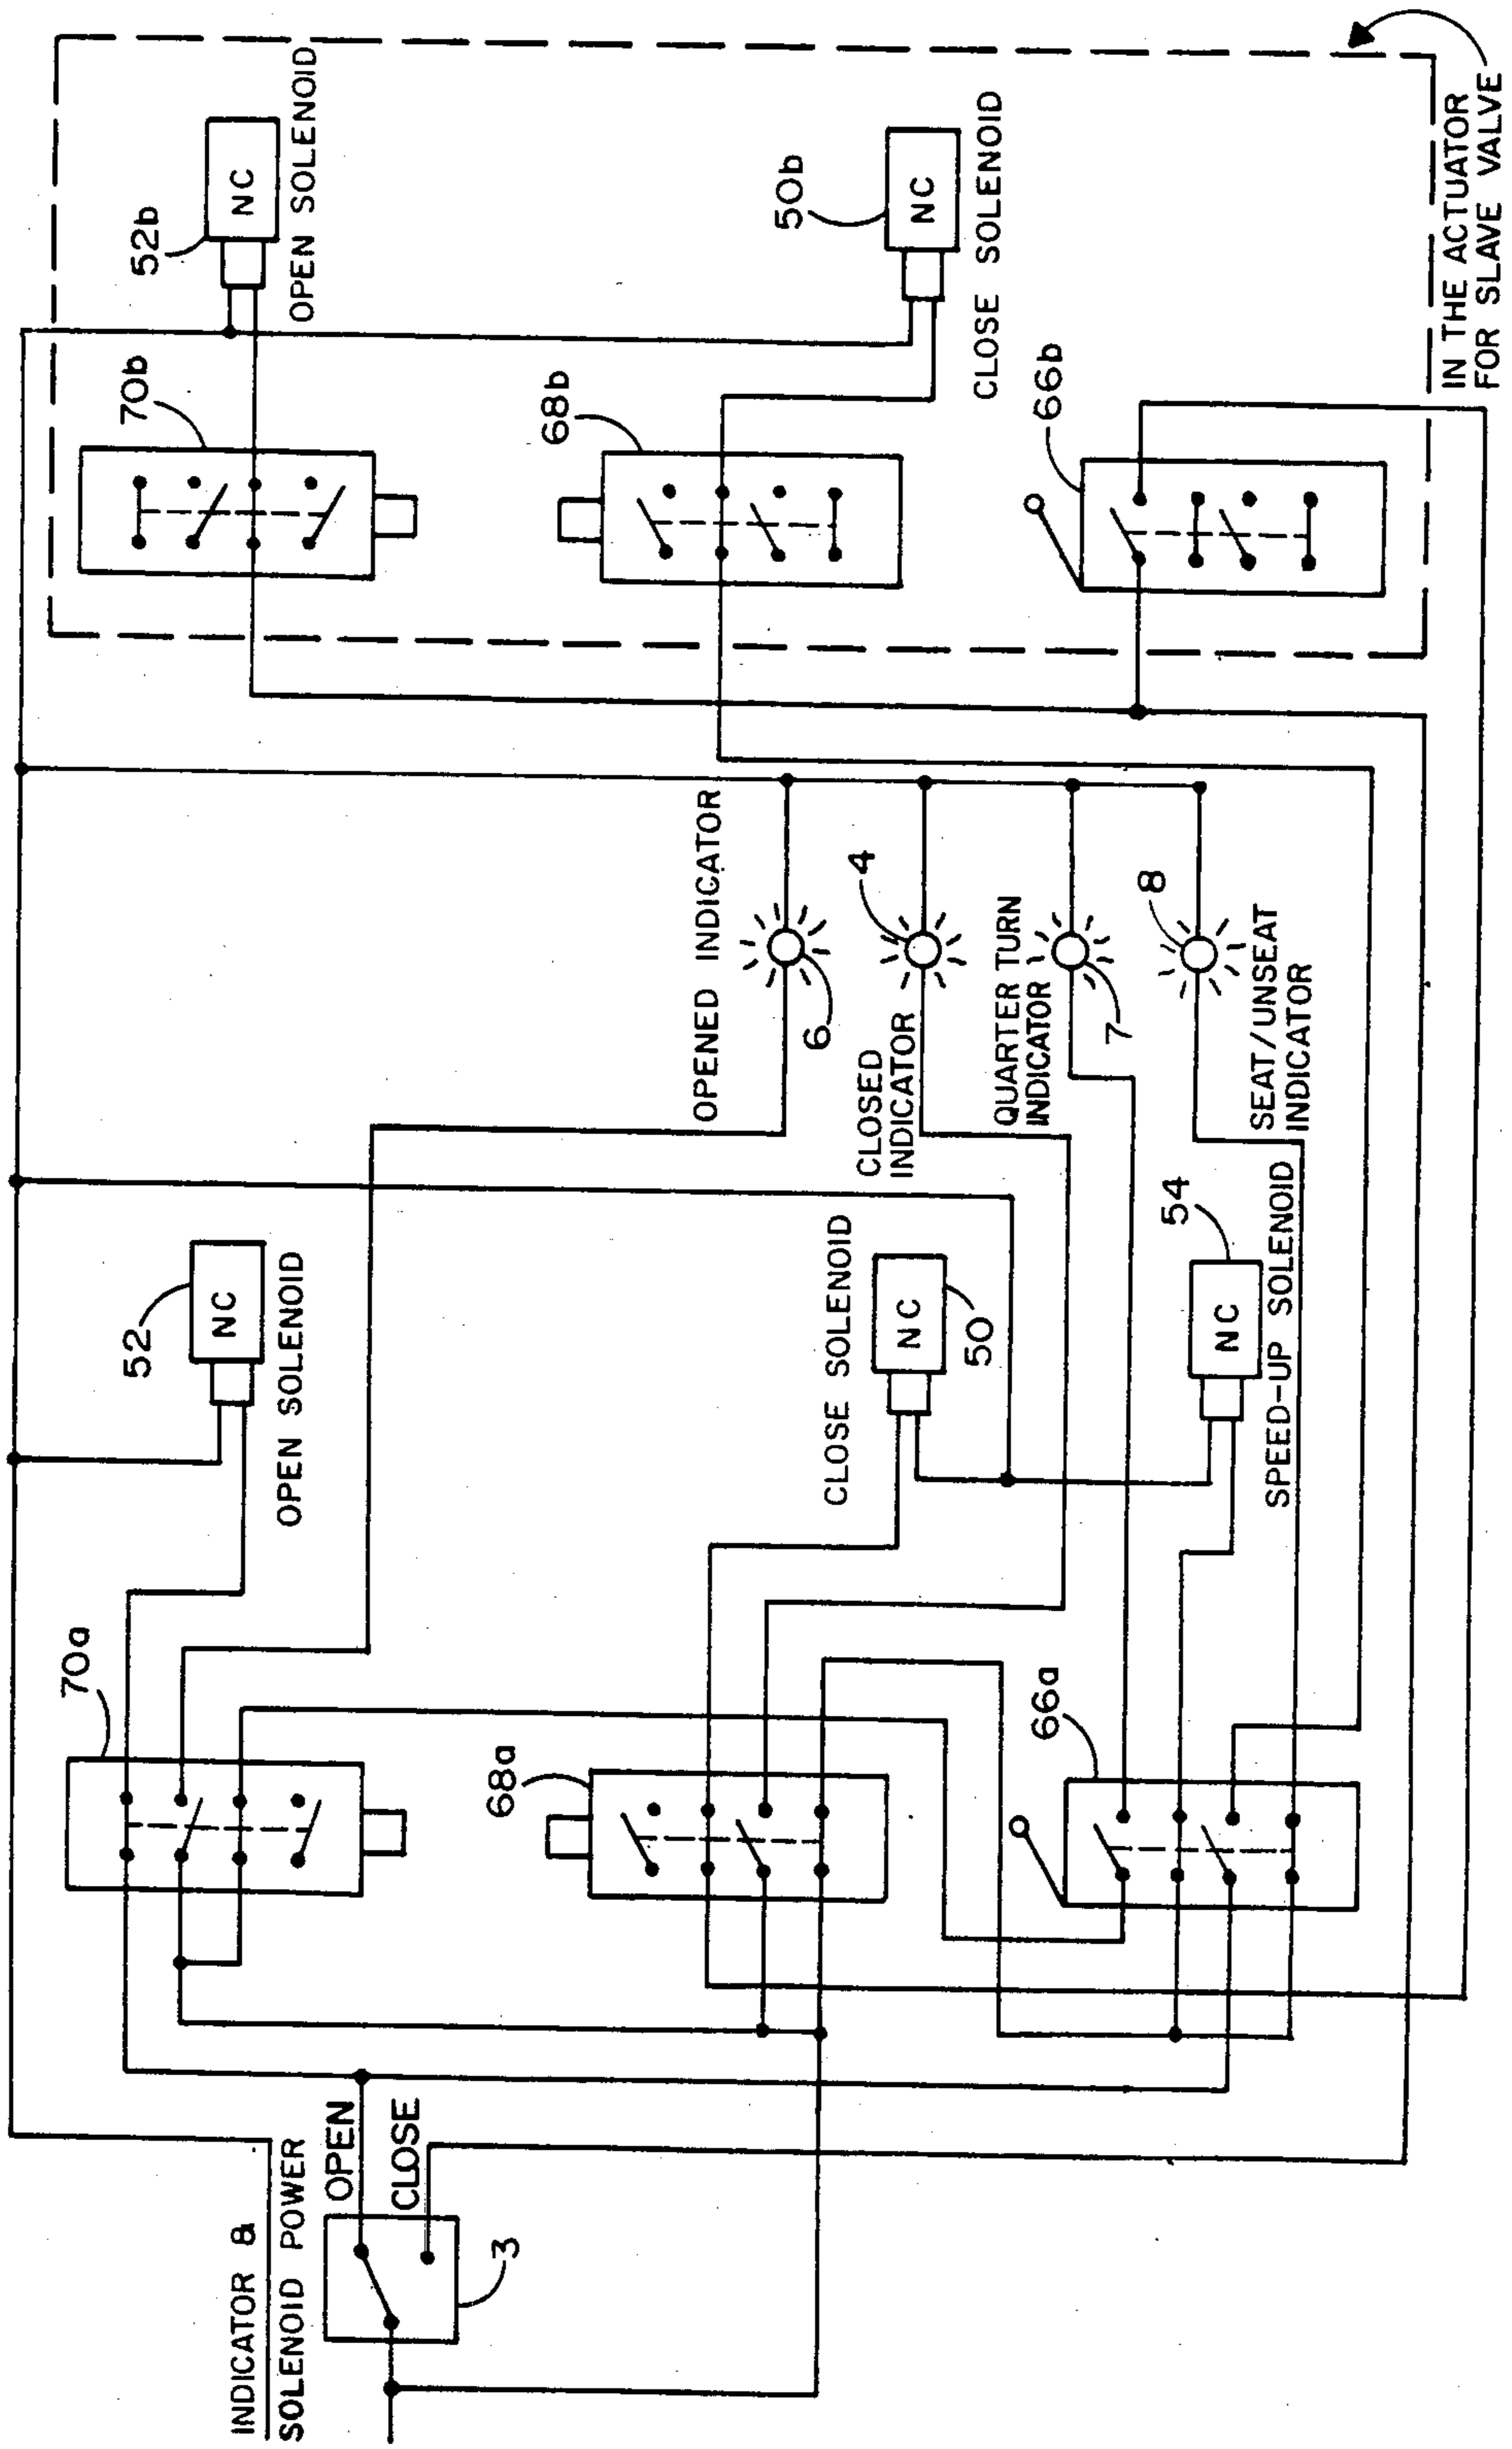 52b
NC
OPEN SOLENOID
70b
50b
NC
CLOSE SOLENOID
68b
66b
IN THE ACTUATOR
FOR SLAVE VALVE
OPENED INDICATOR
6
4
CLOSED
INDICATOR
QUARTER TURN
INDICATOR
7
8
SEAT/UNSEAT
INDICATOR
52
NC
OPEN SOLENOID
CLOSE SOLENOID
NC
50
54
NC
SPEED-UP SOLENOID
70a
68a
66a
INDICATOR &
SOLENOID POWER
OPEN
CLOSE
3